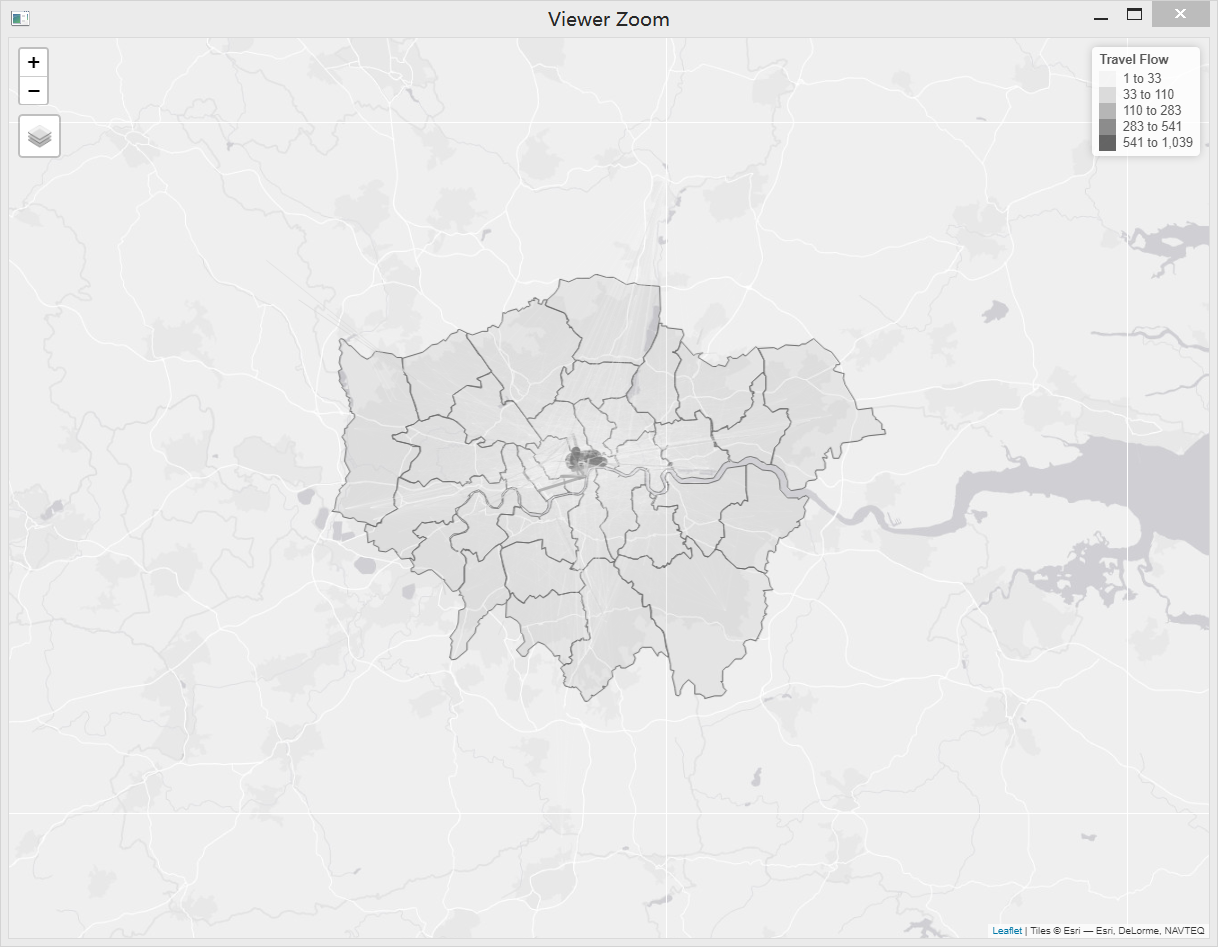 Viewer Zoom
+
−
Travel Flow
1 to 33
33 to 110
110 to 283
283 to 541
541 to 1,039
Leaflet | Tiles © Esri — Esri, DeLorme, NAVTEQ